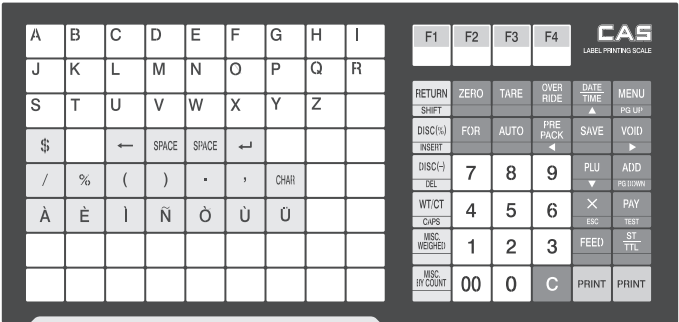 A B C D E F G H I
J K L M N O P Q R
S T U V W X Y Z
$ ← SPACE SPACE ↵
/ % ( ) · , CHAR
À È Ì Ñ Ò Ù Ü
F1 F2 F3 F4
CAS
LABEL PRINTING SCALE
RETURN ZERO TARE OVER RIDE DATE TIME MENU
SHIFT ▲ PG UP
DISC(%) FOR AUTO PRE PACK SAVE VOID
INSERT ◀ ▶
DISC(-) 7 8 9 PLU ADD
DEL ▼ PG DOWN
WT/CT 4 5 6 × PAY
CAPS ESC TEST
MISC. WEIGHED 1 2 3 FEED ST TTL
MISC. BY COUNT 00 0 C PRINT PRINT